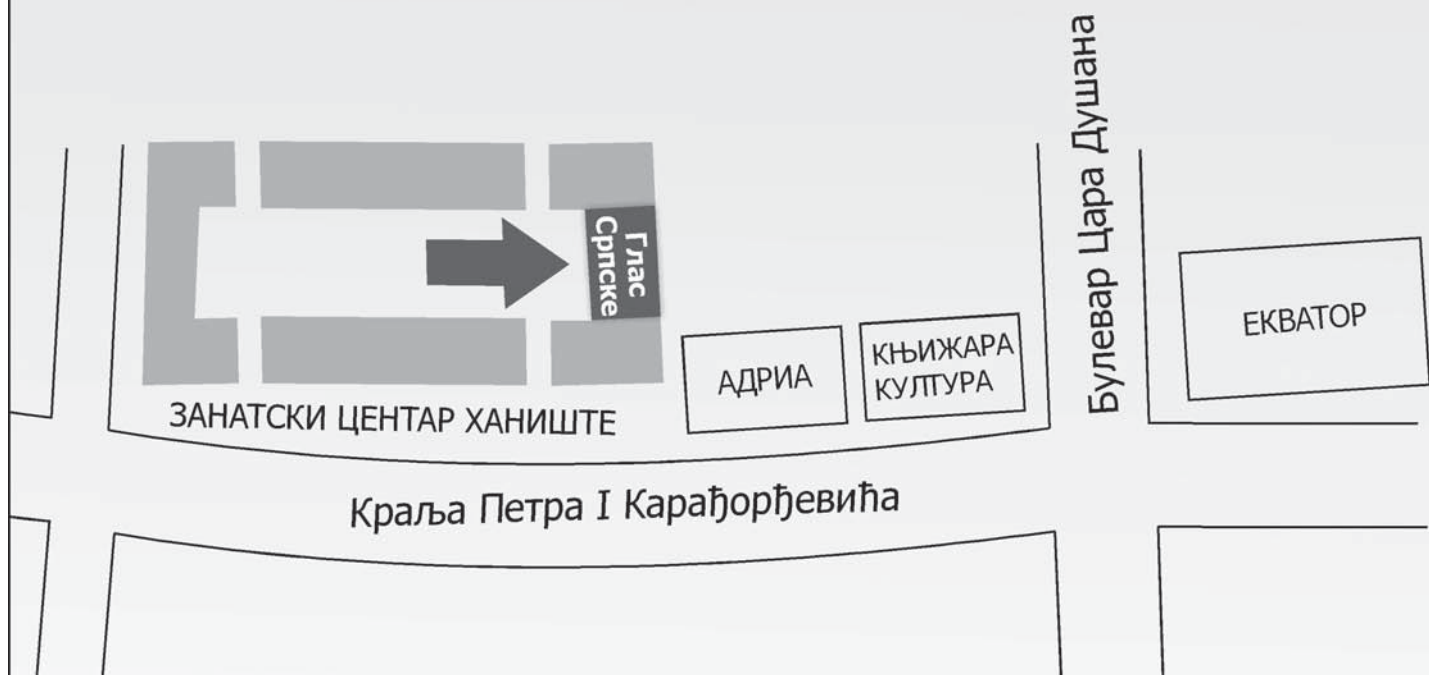 Булевар Цара Душана
Глас
Српске
ЕКВАТОР
АДРИА
КЊИЖАРА
КУЛТУРА
ЗАНАТСКИ ЦЕНТАР ХАНИШТЕ
Краља Петра I Карађорђевића